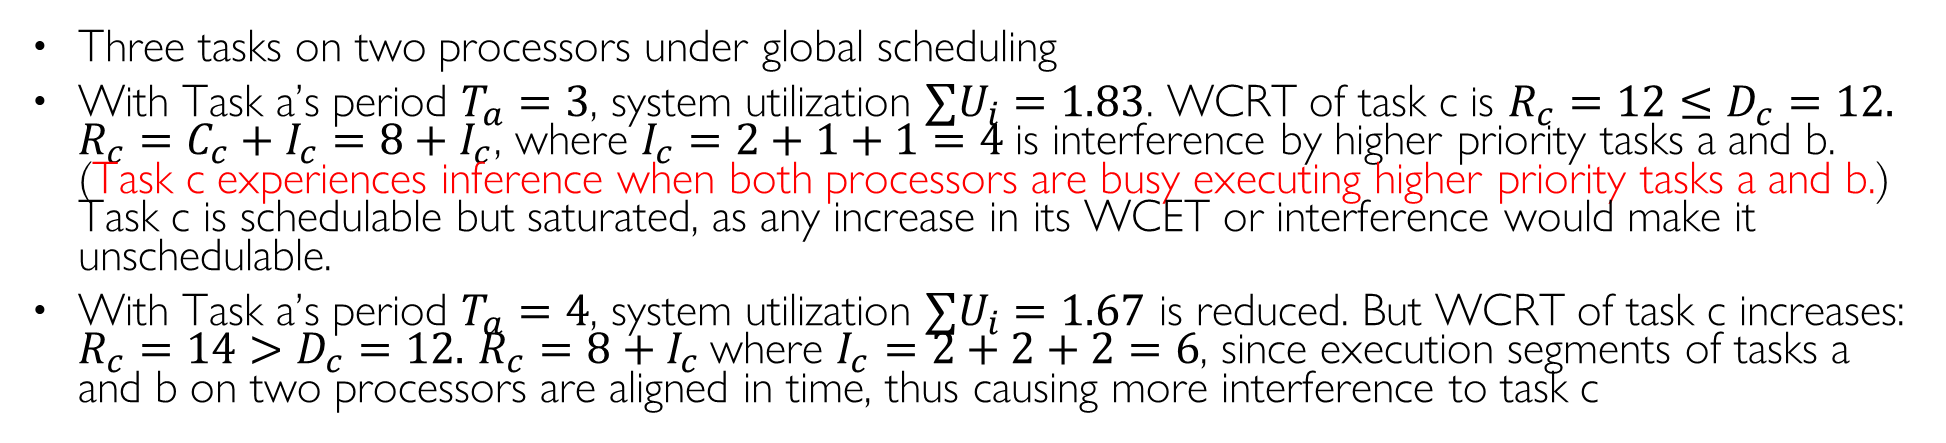 • Three tasks on two processors under global scheduling
• With Task a's period 𝑇ₐ = 3, system utilization ∑𝑈ᵢ = 1.83. WCRT of task c is 𝑅_𝑐 = 12 ≤ 𝐷_𝑐 = 12.
𝑅_𝑐 = 𝐶_𝑐 + 𝐼_𝑐 = 8 + 𝐼_𝑐, where 𝐼_𝑐 = 2 + 1 + 1 = 4 is interference by higher priority tasks a and b.
(Task c experiences inference when both processors are busy executing higher priority tasks a and b.)
Task c is schedulable but saturated, as any increase in its WCET or interference would make it
unschedulable.
• With Task a's period 𝑇ₐ = 4, system utilization ∑𝑈ᵢ = 1.67 is reduced. But WCRT of task c increases:
𝑅_𝑐 = 14 > 𝐷_𝑐 = 12. 𝑅_𝑐 = 8 + 𝐼_𝑐 where 𝐼_𝑐 = 2 + 2 + 2 = 6, since execution segments of tasks a
and b on two processors are aligned in time, thus causing more interference to task c